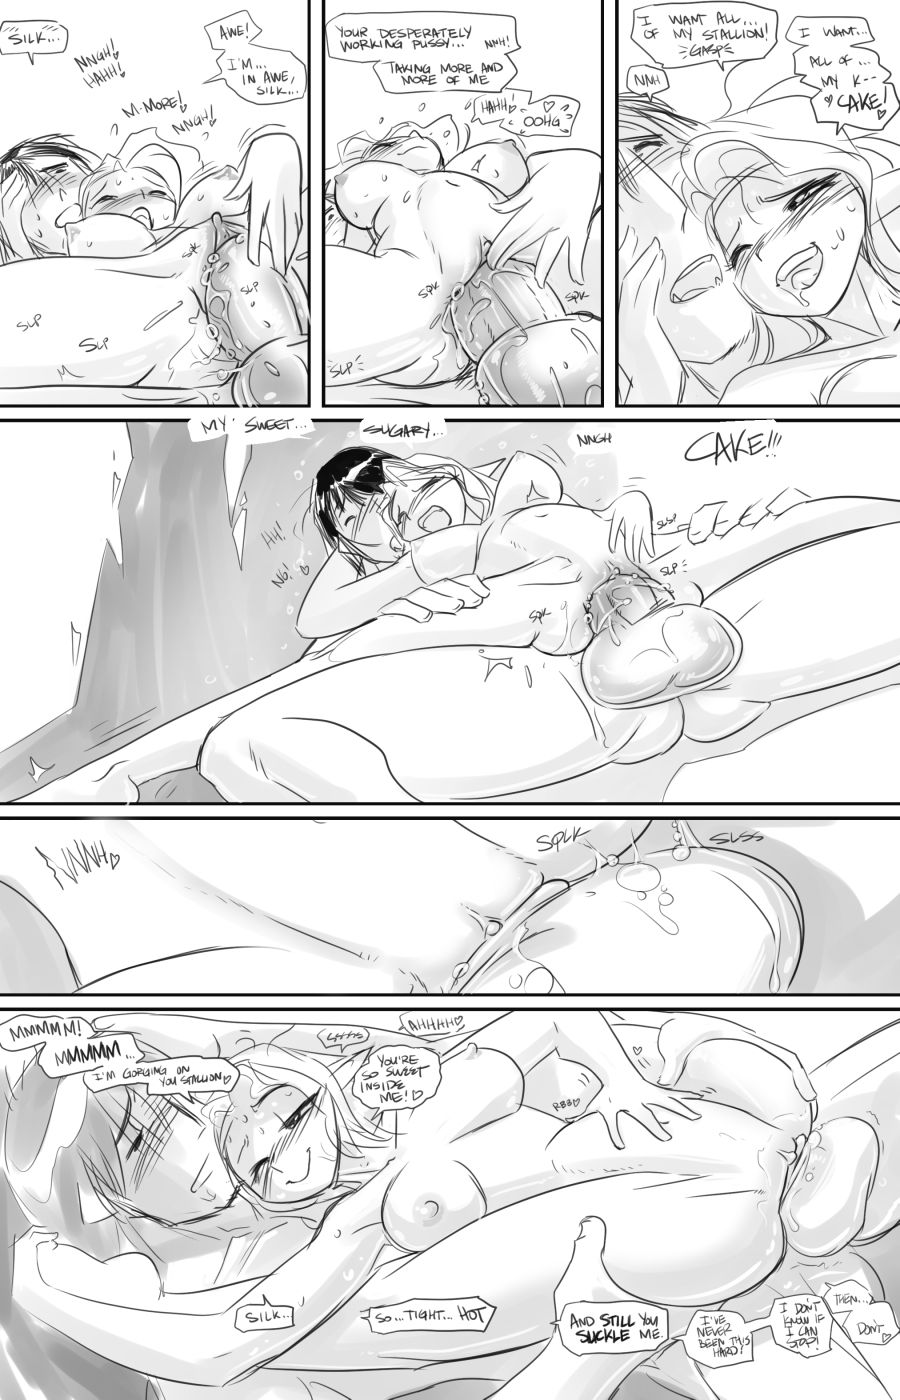 SILK...
NNGH!
HAHH!
M-MORE!
NNGH!
AWE!
I'M...
IN AWE,
SILK...
SPK
SLP
SLP
SLP
YOUR DESPERATELY
WORKING PUSSY...
NNH!
TAKING MORE AND
MORE OF ME
HAHH!
OOHG
SPK
SPK
SLP
I WANT ALL...
OF MY STALLION!
GASPS
NNH
I WANT...
ALL OF...
MY K--
CAKE!
MY SWEET...
SUGARY...
NNGH
CAKE!!!
HH!
NG!
SLSP
SLP
SPK
NNNH
SPLK
SLSS
MMMMM!
MMMMM...
I'M GORGING ON
YOU STALLION
AHHHH
YOU'RE
SO SWEET
INSIDE
ME!
RBB
SILK...
SO...TIGHT...HOT
AND STILL YOU
SUCKLE ME.
I'VE
NEVER
BEEN THIS
HARD!
I DON'T
KNOW IF
I CAN
STOP!
THEN...
DON'T